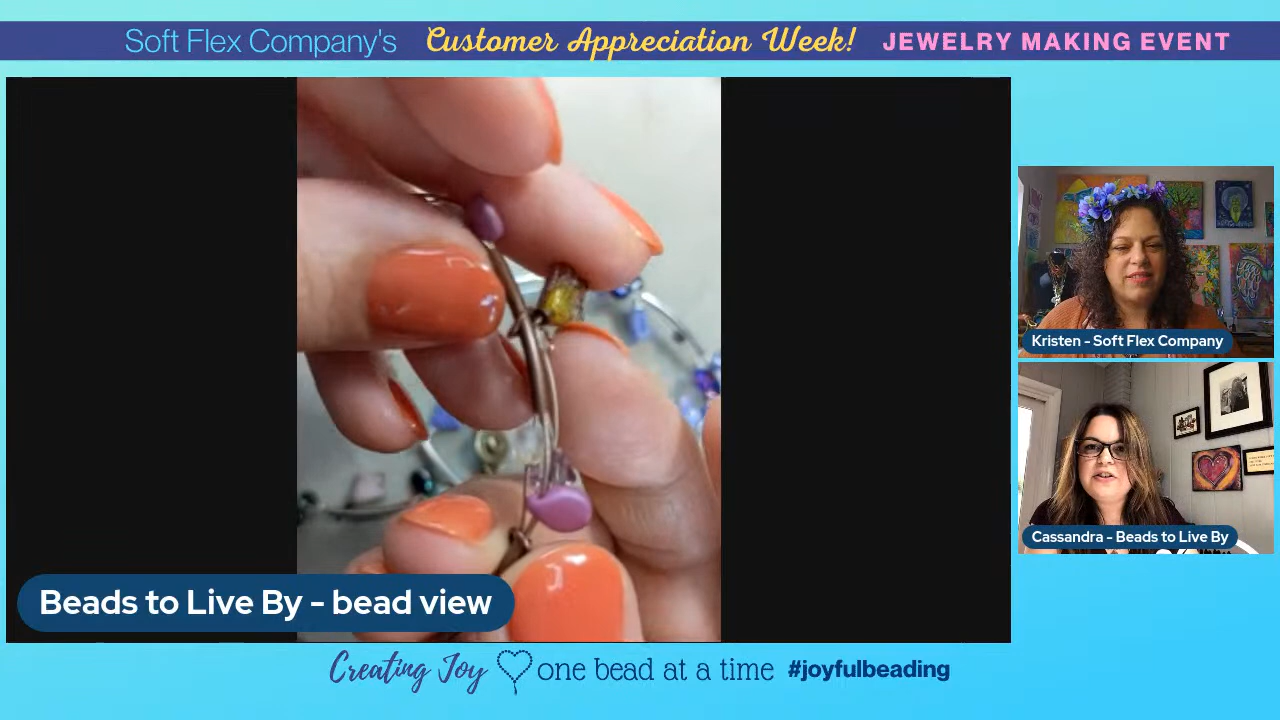 Soft Flex Company's Customer Appreciation Week! JEWELRY MAKING EVENT
Kristen - Soft Flex Company
Cassandra - Beads to Live By
Beads to Live By - bead view
Creating Joy one bead at a time #joyfulbeading